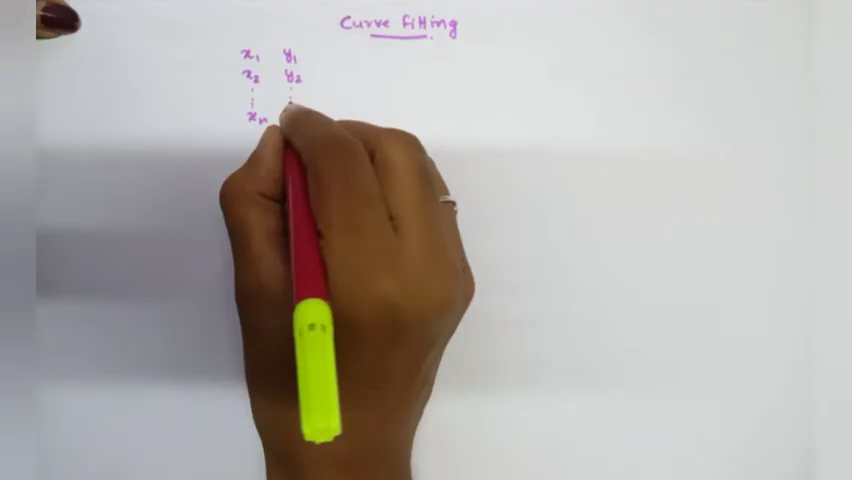 Curve fitting
x₁ y₁
x₂ y₂
⋮ ⋮
xₙ